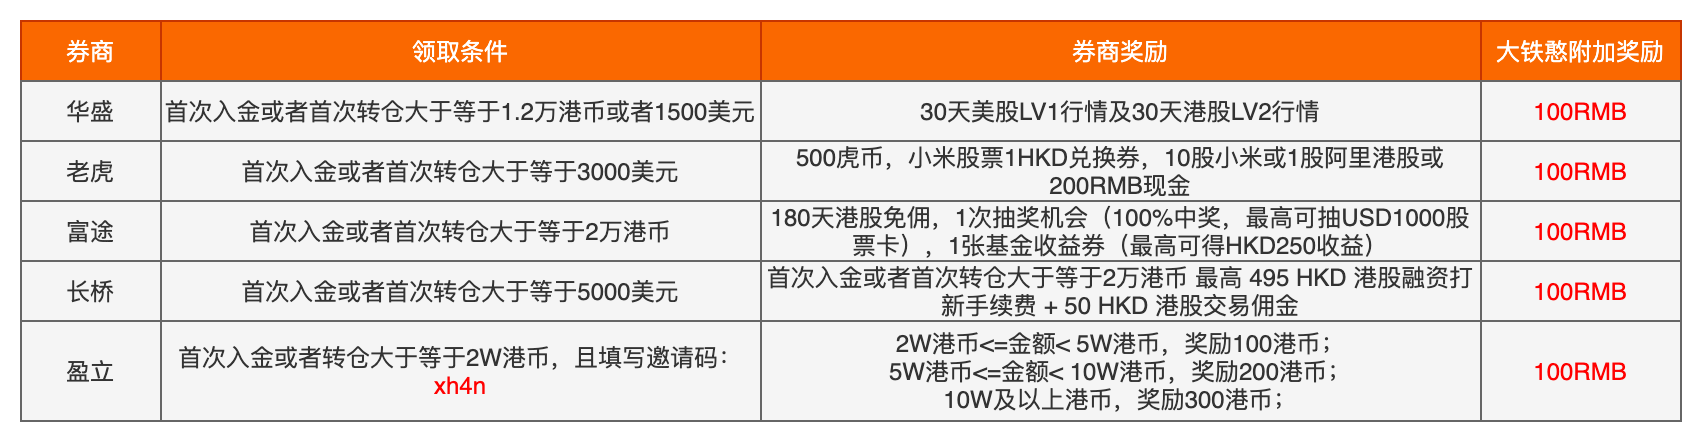 券商 领取条件 券商奖励 大铁憨附加奖励
华盛 首次入金或者首次转仓大于等于1.2万港币或者1500美元 30天美股LV1行情及30天港股LV2行情 100RMB
老虎 首次入金或者首次转仓大于等于3000美元 500虎币，小米股票1HKD兑换券，10股小米或1股阿里港股或
200RMB现金 100RMB
富途 首次入金或者首次转仓大于等于2万港币 180天港股免佣，1次抽奖机会（100%中奖，最高可抽USD1000股
票卡），1张基金收益券（最高可得HKD250收益） 100RMB
长桥 首次入金或者首次转仓大于等于5000美元 首次入金或者首次转仓大于等于2万港币 最高 495 HKD 港股融资打
新手续费 + 50 HKD 港股交易佣金 100RMB
盈立 首次入金或者转仓大于等于2W港币，且填写邀请码：
xh4n
2W港币<=金额< 5W港币，奖励100港币；
5W港币<=金额< 10W港币，奖励200港币；
10W及以上港币，奖励300港币；
100RMB